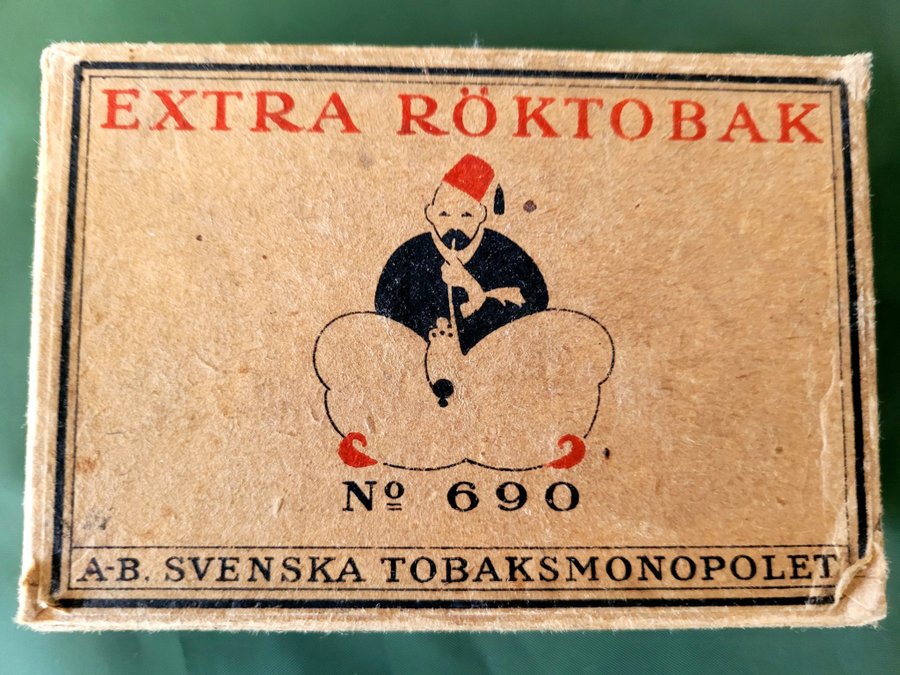 EXTRA RÖKTOBAK
Nº 690
A-B. SVENSKA TOBAKSMONOPOLET